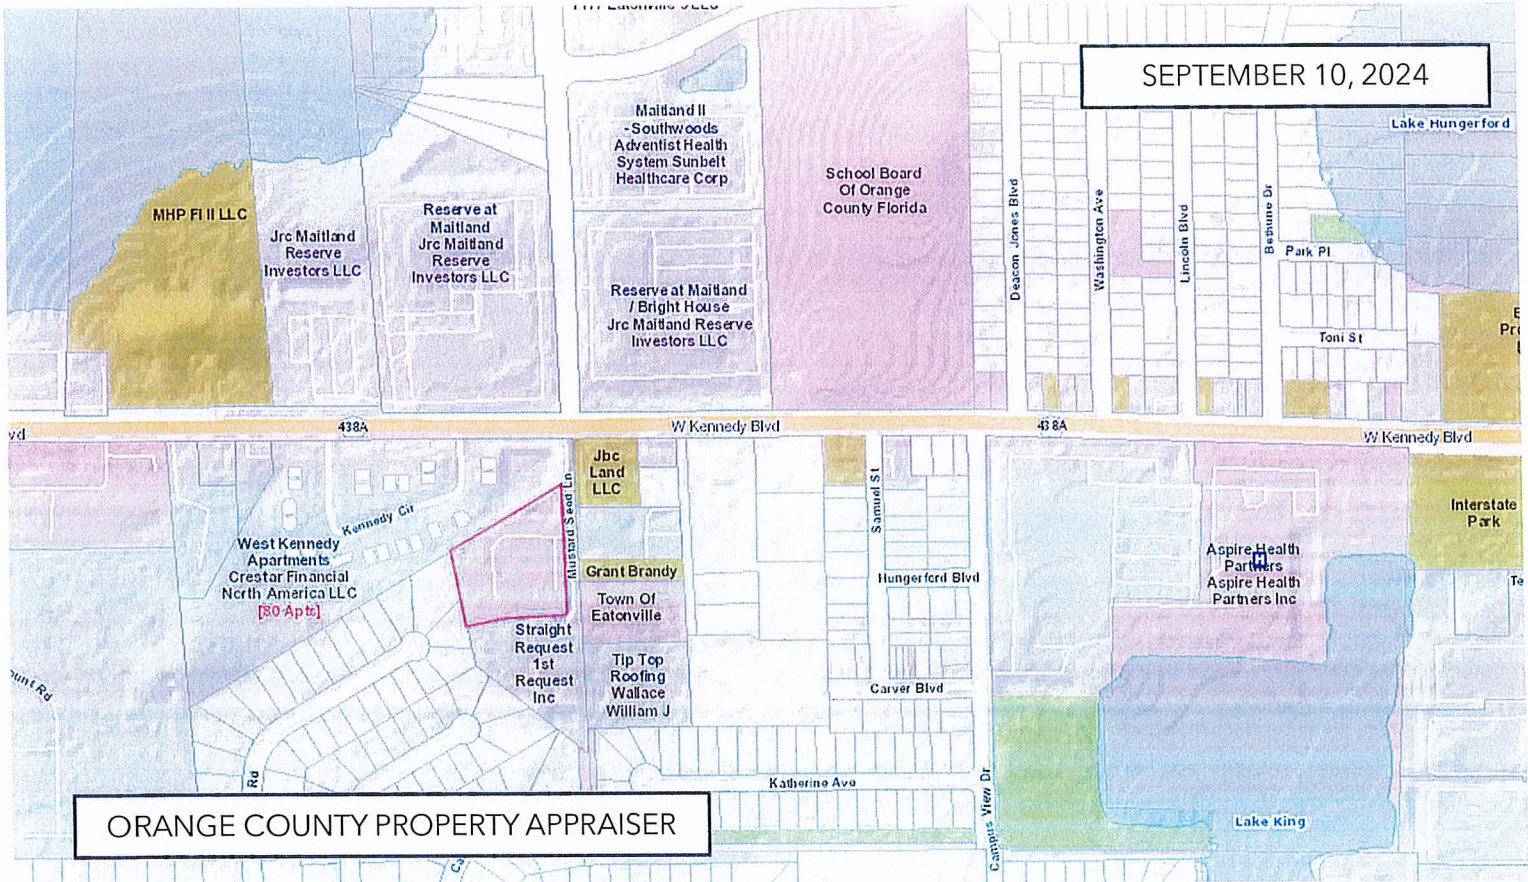 SEPTEMBER 10, 2024
Lake Hungerford
Maitland II
-Southwoods
Adventist Health
System Sunbelt
Healthcare Corp
School Board
Of Orange
County Florida
MHP Fl II LLC
Jrc Maitland
Reserve
Investors LLC
Reserve at
Maitland
Jrc Maitland
Reserve
Investors LLC
Reserve at Maitland
/ Bright House
Jrc Maitland Reserve
Investors LLC
Deacon Jones Blvd
Washington Ave
Lincoln Blvd
Bethune Dr
Park Pl
Toni St
438A
W Kennedy Blvd
438A
W Kennedy Blvd
vd
Jbc
Land
LLC
Mustard Seed Ln
Kennedy Cir
West Kennedy
Apartments
Crestar Financial
North America LLC
[80 Apts]
Grant Brandy
Town Of
Eatonville
Straight
Request
1st
Request
Inc
Tip Top
Roofing
Wallace
William J
Samuel St
Hungerford Blvd
Carver Blvd
Interstate
Park
Aspire Health
Partners
Aspire Health
Partners Inc
Katherine Ave
Campus View Dr
Lake King
Rd
ount Rd
ORANGE COUNTY PROPERTY APPRAISER